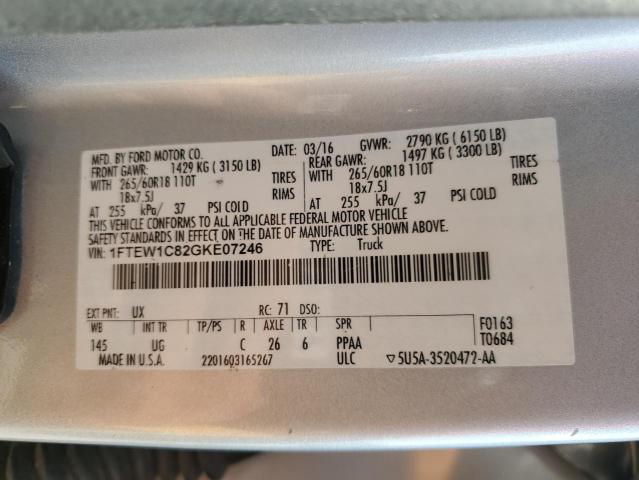 MFD. BY FORD MOTOR CO. DATE: 03/16 GVWR: 2790 KG ( 6150 LB)
FRONT GAWR: 1429 KG ( 3150 LB) REAR GAWR: 1497 KG ( 3300 LB)
WITH 265/60R18 110T TIRES WITH 265/60R18 110T TIRES
18x7.5J RIMS 18x7.5J RIMS
AT 255 kPa/ 37 PSI COLD AT 255 kPa/ 37 PSI COLD
THIS VEHICLE CONFORMS TO ALL APPLICABLE FEDERAL MOTOR VEHICLE
SAFETY STANDARDS IN EFFECT ON THE DATE OF MANUFACTURE SHOWN ABOVE.
VIN: 1FTEW1C82GKE07246 TYPE: Truck
EXT PNT: UX RC: 71 DSO:
WB INT TR TP/PS R AXLE TR SPR F0163
145 UG C 26 6 PPAA T0684
MADE IN U.S.A. 2201603165267 ULC ▽5U5A-3520472-AA